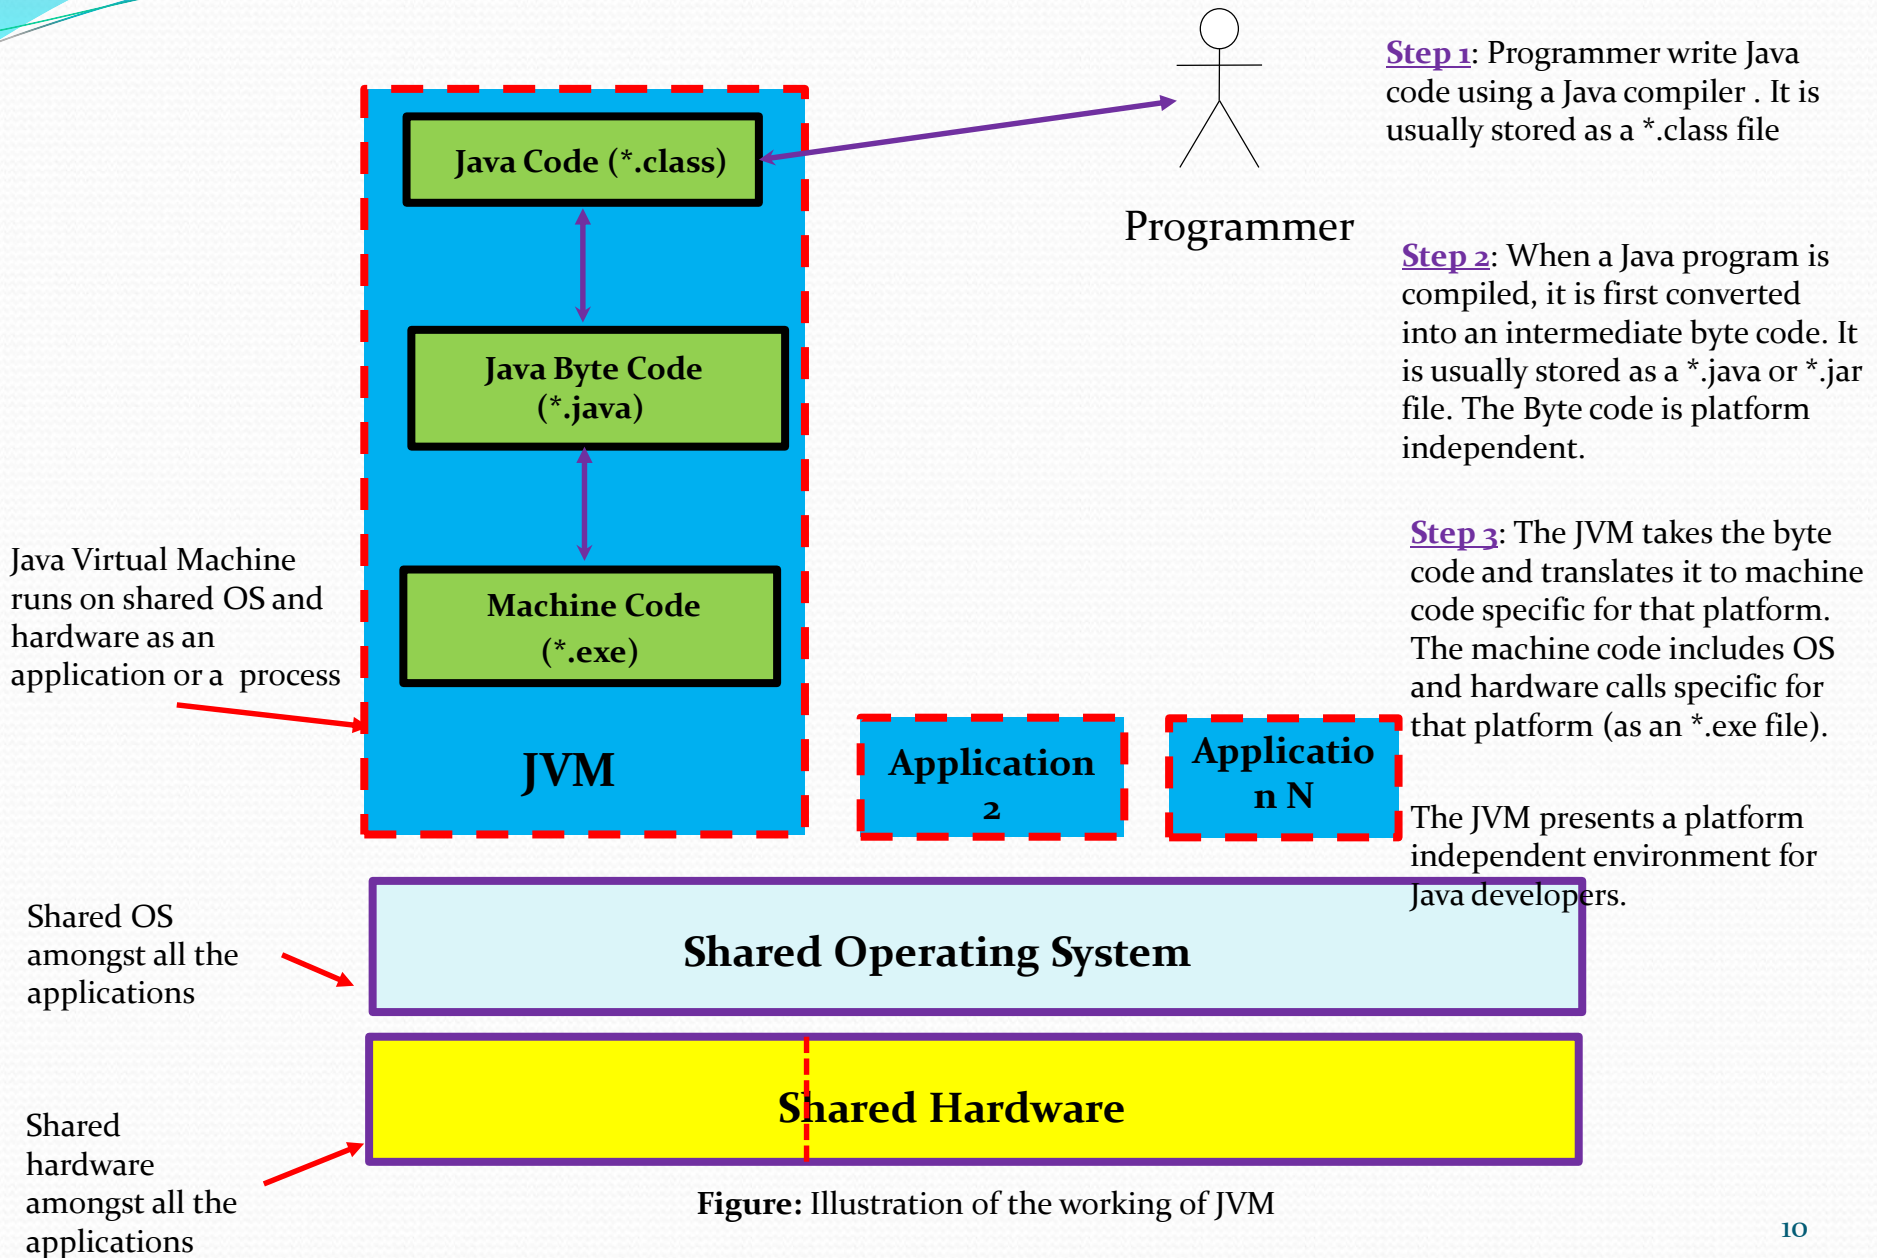 Step 1: Programmer write Java
code using a Java compiler . It is
usually stored as a *.class file
Java Code (*.class)
Programmer
Step 2: When a Java program is
compiled, it is first converted
into an intermediate byte code. It
is usually stored as a *.java or *.jar
file. The Byte code is platform
independent.
Java Byte Code
(*.java)
Step 3: The JVM takes the byte
code and translates it to machine
code specific for that platform.
The machine code includes OS
and hardware calls specific for
that platform (as an *.exe file).
Java Virtual Machine
runs on shared OS and
hardware as an
application or a process
Machine Code
(*.exe)
JVM
Application
2
Applicatio
n N
The JVM presents a platform
independent environment for
Java developers.
Shared OS
amongst all the
applications
Shared Operating System
Shared Hardware
Shared
hardware
amongst all the
applications
Figure: Illustration of the working of JVM
10